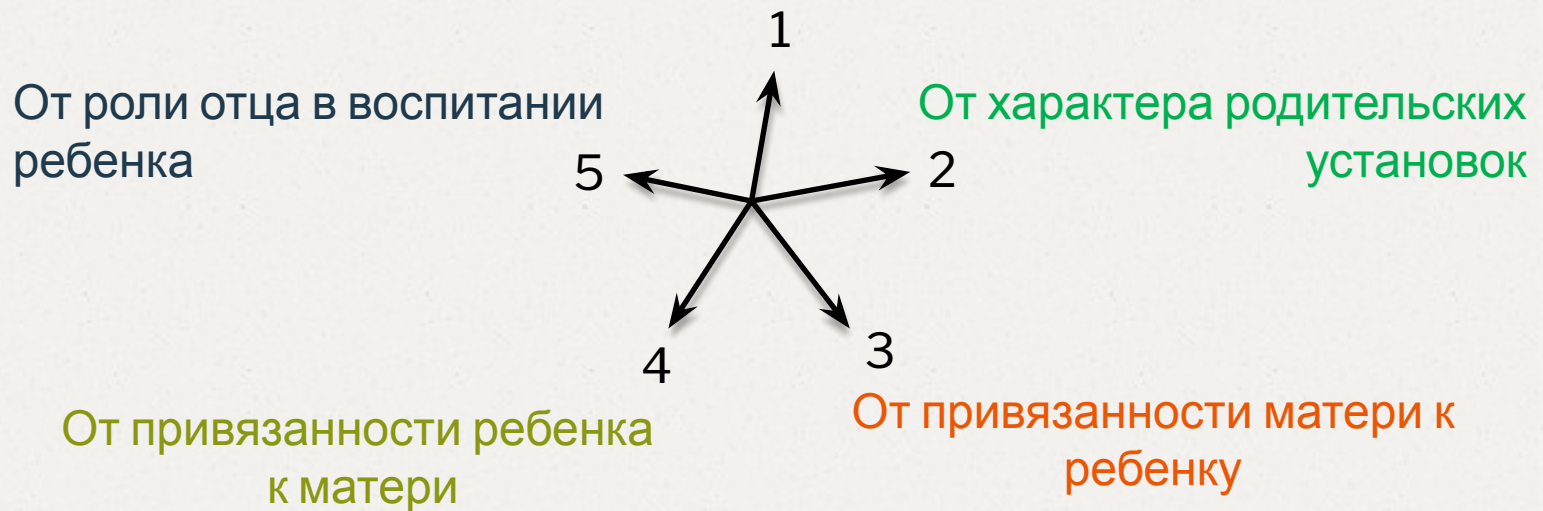 1
От роли отца в воспитании
ребенка
5
2
От характера родительских
установок
4
3
От привязанности ребенка
к матери
От привязанности матери к
ребенку